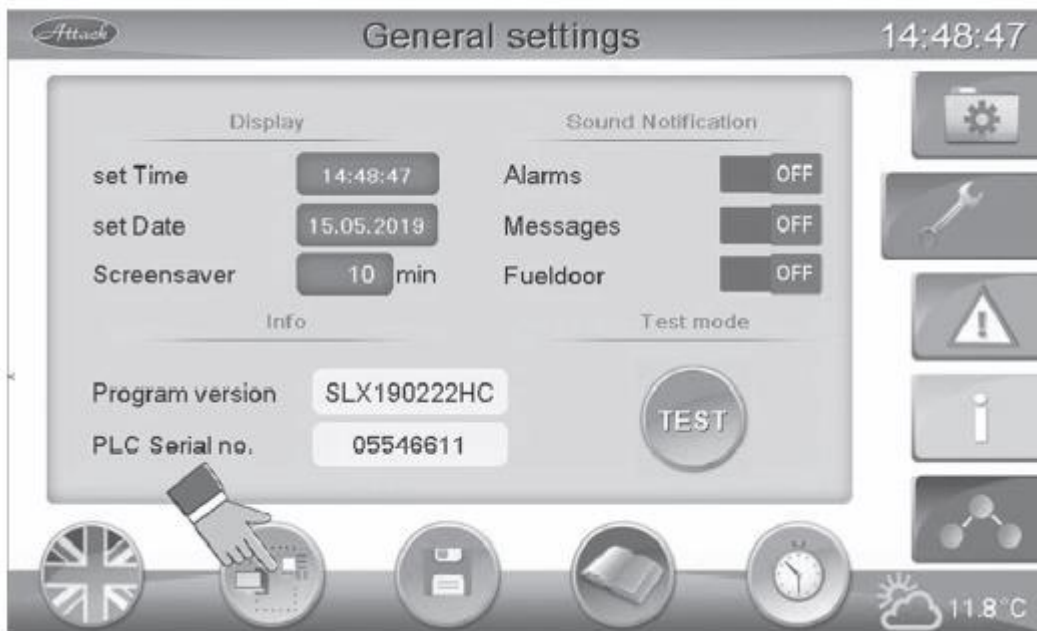 Attack
General settings
14:48:47
Display
set Time
14:48:47
set Date
15.05.2019
Screensaver
10 min
Sound Notification
Alarms
OFF
Messages
OFF
Fueldoor
OFF
Info
Program version
SLX190222HC
PLC Serial no.
05546611
Test mode
TEST
i
11.8°C